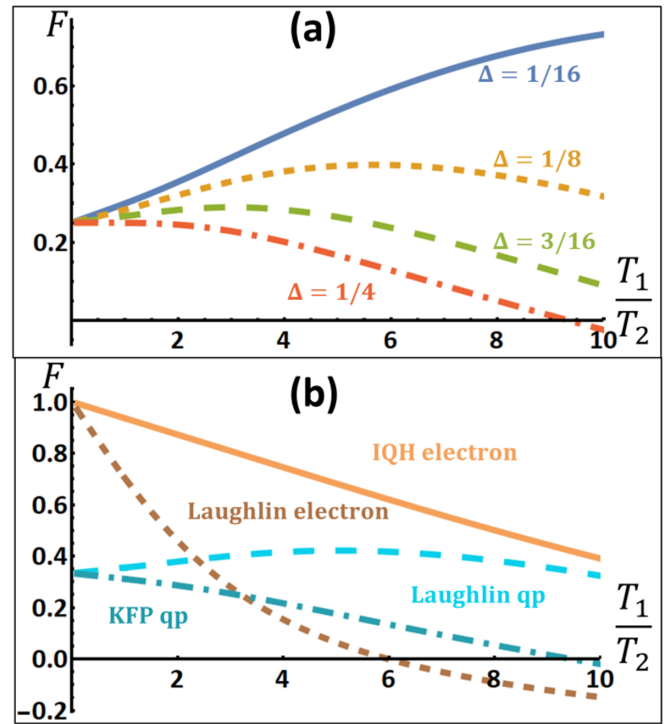 F (a)
0.6
Δ = 1/16
Δ = 1/8
0.4
Δ = 3/16
0.2
Δ = 1/4
T₁
T₂
2 4 6 8 10
F (b)
1.0
IQH electron
0.8
0.6
Laughlin electron
0.4
Laughlin qp
KFP qp
0.2
T₁
T₂
0.0
2 4 6 8 10
−0.2